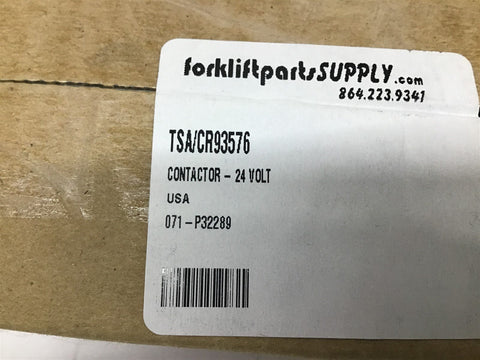 forkliftpartsSUPPLY.com
864.223.9341
TSA/CR93576
CONTACTOR - 24 VOLT
USA
071-P32289